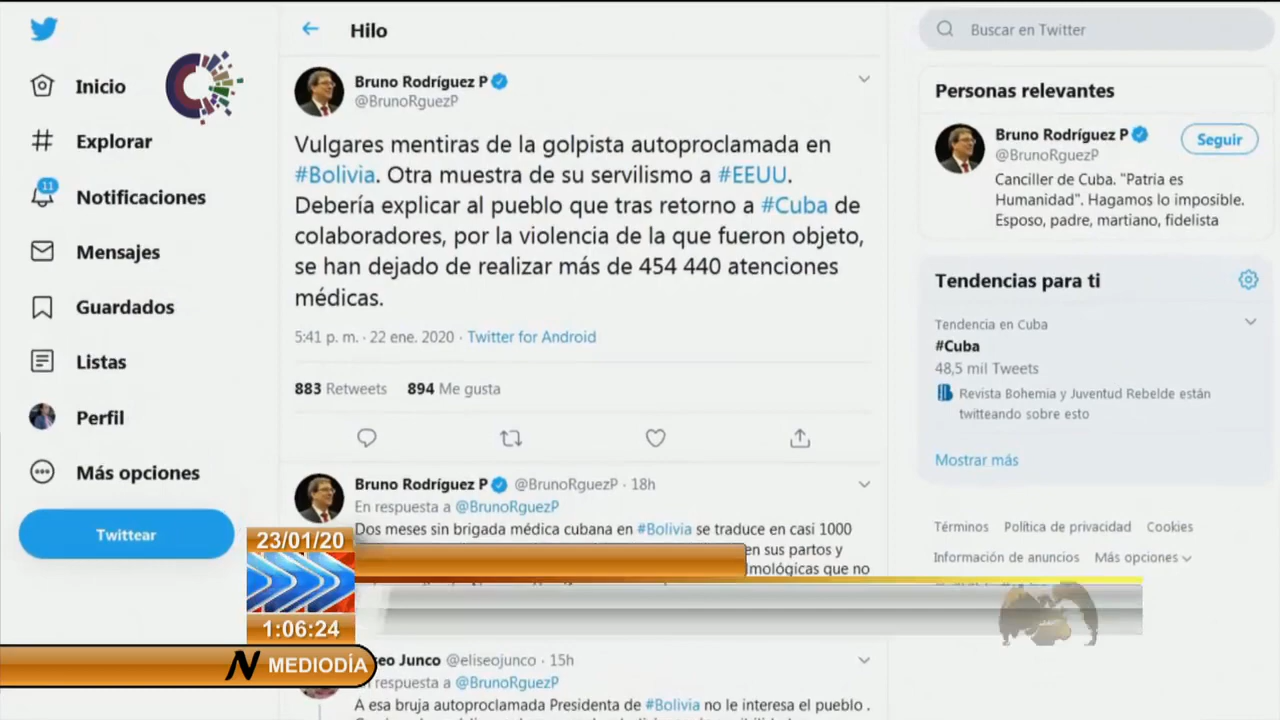 Inicio
Explorar
11
Notificaciones
Mensajes
Guardados
Listas
Perfil
Más opciones
Twittear
Hilo
Bruno Rodríguez P
@BrunoRguezP
Vulgares mentiras de la golpista autoproclamada en
#Bolivia. Otra muestra de su servilismo a #EEUU.
Debería explicar al pueblo que tras retorno a #Cuba de
colaboradores, por la violencia de la que fueron objeto,
se han dejado de realizar más de 454 440 atenciones
médicas.
5:41 p. m. · 22 ene. 2020 · Twitter for Android
883 Retweets 894 Me gusta
Bruno Rodríguez P @BrunoRguezP · 18h
En respuesta a @BrunoRguezP
Dos meses sin brigada médica cubana en #Bolivia se traduce en casi 1000
en sus partos y
que no
eo Junco @eliseojunco · 15h
En respuesta a @BrunoRguezP
A esa bruja autoproclamada Presidenta de #Bolivia no le interesa el pueblo .
Buscar en Twitter
Personas relevantes
Bruno Rodríguez P
@BrunoRguezP
Seguir
Canciller de Cuba. "Patria es
Humanidad". Hagamos lo imposible.
Esposo, padre, martiano, fidelista
Tendencias para ti
Tendencia en Cuba
#Cuba
48,5 mil Tweets
Revista Bohemia y Juventud Rebelde están
twitteando sobre esto
Mostrar más
Términos Política de privacidad Cookies
Información de anuncios Más opciones
23/01/20
1:06:24
N MEDIODÍA